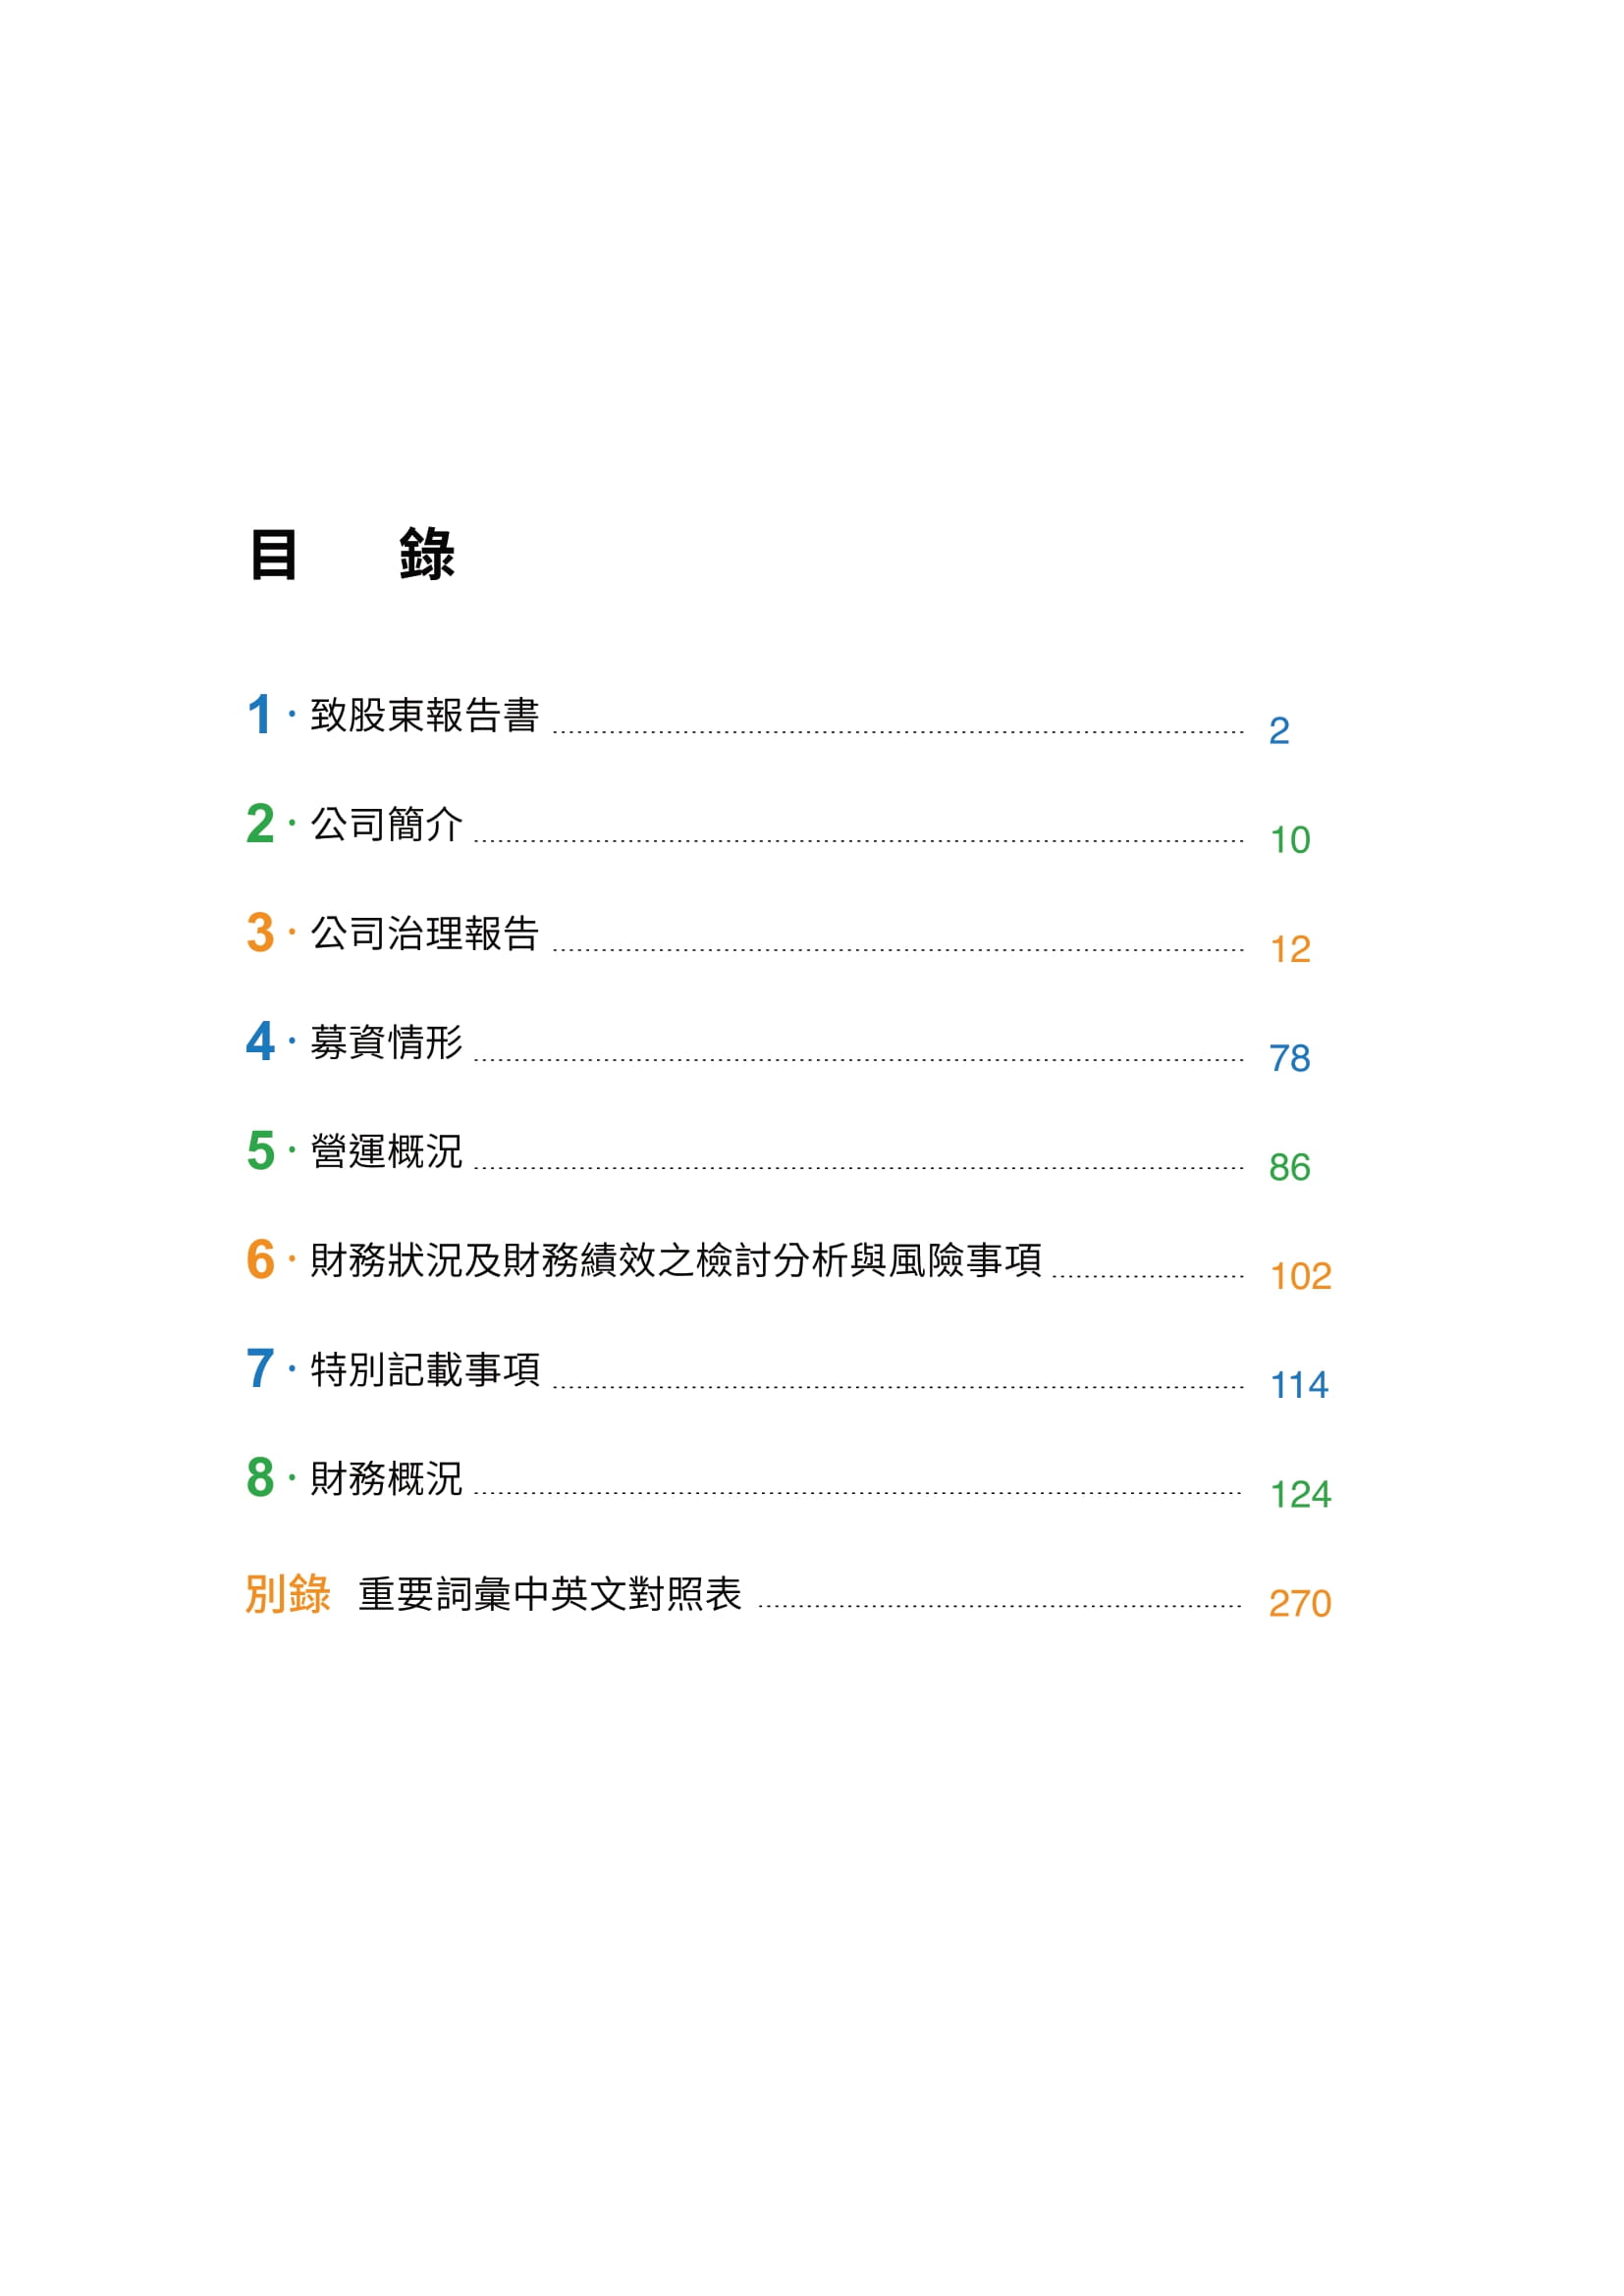 目 錄
1 · 致股東報告書 2
2 · 公司簡介 10
3 · 公司治理報告 12
4 · 募資情形 78
5 · 營運概況 86
6 · 財務狀況及財務績效之檢討分析與風險事項 102
7 · 特別記載事項 114
8 · 財務概況 124
別錄 重要詞彙中英文對照表 270